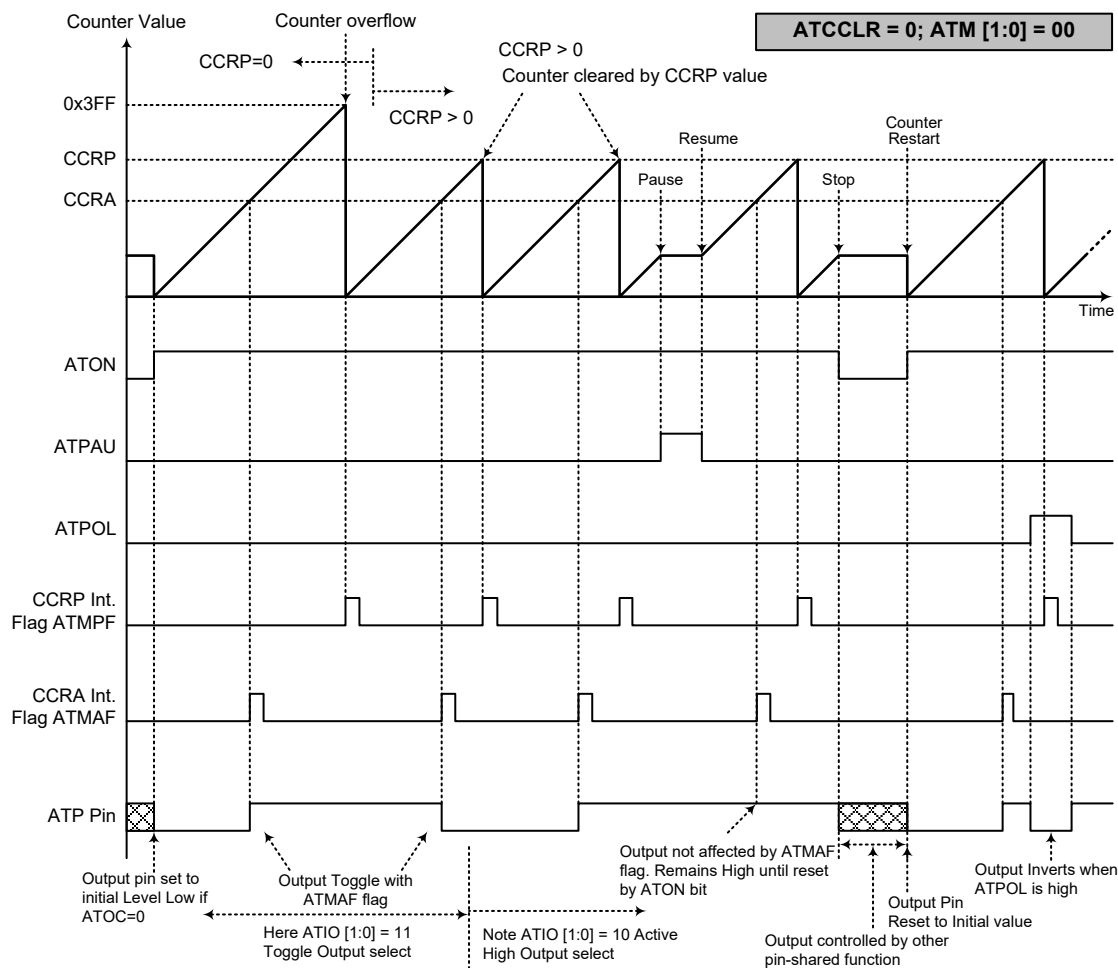 Counter Value
Counter overflow
ATCCLR = 0; ATM [1:0] = 00
CCRP=0
CCRP > 0
CCRP > 0
Counter cleared by CCRP value
0x3FF
CCRP
CCRA
Pause
Resume
Stop
Counter
Restart
Time
ATON
ATPAU
ATPOL
CCRP Int.
Flag ATMPF
CCRA Int.
Flag ATMAF
ATP Pin
Output pin set to
initial Level Low if
ATOC=0
Output Toggle with
ATMAF flag
Here ATIO [1:0] = 11
Toggle Output select
Note ATIO [1:0] = 10 Active
High Output select
Output not affected by ATMAF
flag. Remains High until reset
by ATON bit
Output controlled by other
pin-shared function
Output Pin
Reset to Initial value
Output Inverts when
ATPOL is high